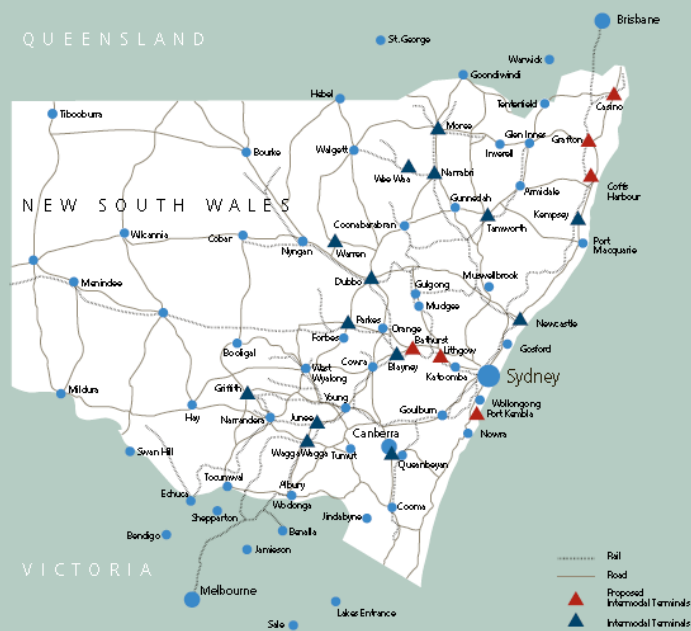 Brisbane
QUEENSLAND
St. George
Warwick
Goondiwindi
Hebel
Tenterfield
Casino
Tibooburra
Moree
Glen Innes
Grafton
Bourke
Walgett
Inverell
Wee Waa
Narrabri
Armidale
Coffs
Harbour
NEW SOUTH WALES
Gunnedah
Kempsey
Coonabarabran
Tamworth
Wilcannia
Cobar
Nyngan
Warren
Port
Macquarie
Menindee
Dubbo
Gulgong
Muswellbrook
Mudgee
Parkes
Orange
Newcastle
Forbes
Bathurst
Lithgow
Gosford
Booligal
Cowra
Blayney
Katoomba
West
Wyalong
Sydney
Mildura
Griffith
Young
Wollongong
Port Kembla
Hay
Narrandera
Junee
Goulburn
Canberra
Nowra
Swan Hill
Wagga Wagga
Tumut
Queanbeyan
Tocumwal
Albury
Echuca
Wodonga
Cooma
Shepparton
Jindabyne
Bendigo
Benalla
Jamieson
VICTORIA
Melbourne
Lakes Entrance
Sale
Rail
Road
Proposed
Intermodal Terminals
Intermodal Terminals